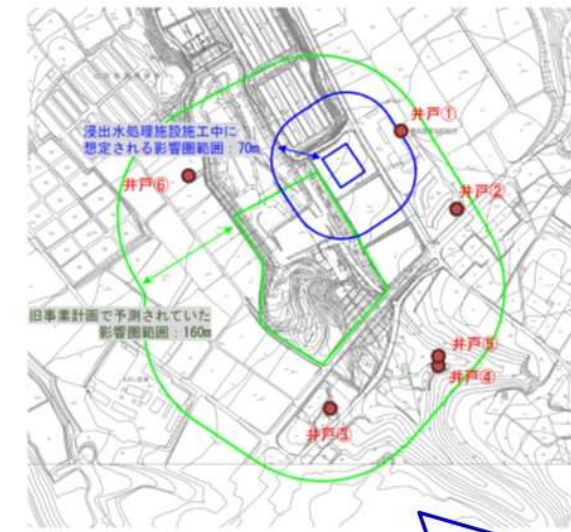 井戸①
浸出水処理施設施工中に
想定される影響圏範囲：70m
井戸⑥
井戸②
旧事業計画で予測されていた
影響圏範囲：160m
井戸⑤
井戸④
井戸③